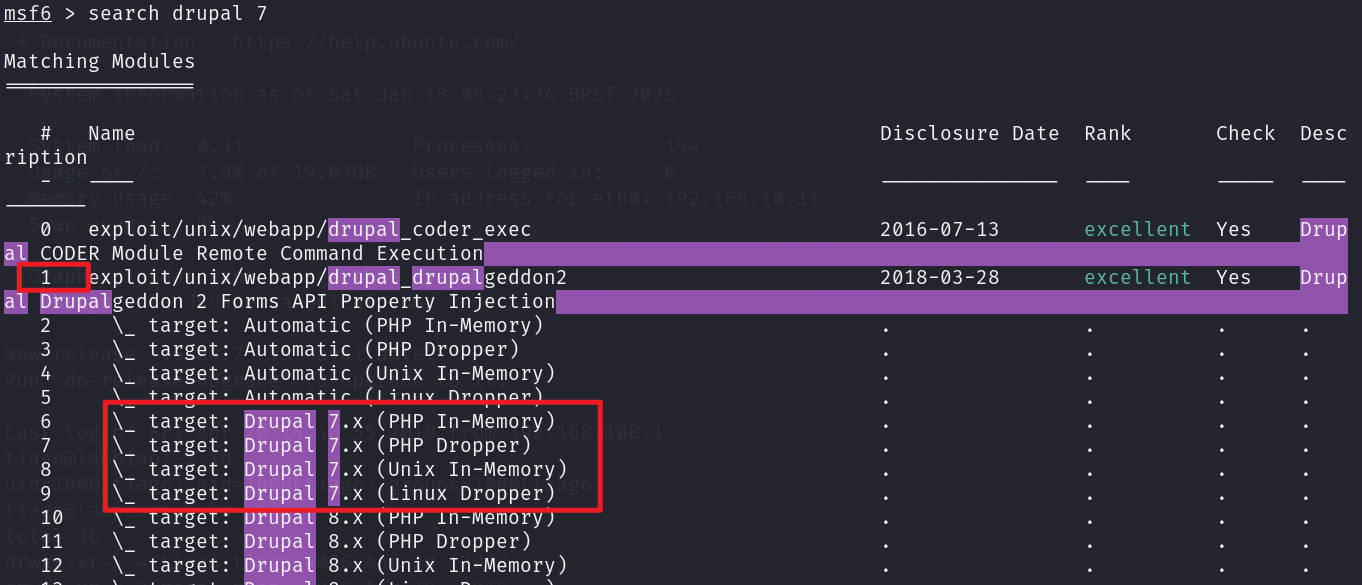 msf6 > search drupal 7
* Documentation:  https://help.ubuntu.com/
Matching Modules
System information as of Sat Jan 18 08:23:34 BRST 2025
# Name Disclosure Date Rank Check Desc
System load: 0.31 Processes: 194
ription
Usage of /: 7.9% of 19.07GB Users logged in: 0
Memory usage: 42% IP address for eth0: 192.168.10.11
0 exploit/unix/webapp/drupal_coder_exec 2016-07-13 excellent Yes Drup
al CODER Module Remote Command Execution
1 exploit/unix/webapp/drupal_drupalgeddon2 2018-03-28 excellent Yes Drup
al Drupalgeddon 2 Forms API Property Injection
2 \_ target: Automatic (PHP In-Memory) . . . .
3 \_ target: Automatic (PHP Dropper) . . . .
4 \_ target: Automatic (Unix In-Memory) . . . .
5 \_ target: Automatic (Linux Dropper) . . . .
6 \_ target: Drupal 7.x (PHP In-Memory) . . . .
7 \_ target: Drupal 7.x (PHP Dropper) . . . .
8 \_ target: Drupal 7.x (Unix In-Memory) . . . .
9 \_ target: Drupal 7.x (Linux Dropper) . . . .
10 \_ target: Drupal 8.x (PHP In-Memory) . . . .
11 \_ target: Drupal 8.x (PHP Dropper) . . . .
12 \_ target: Drupal 8.x (Unix In-Memory) . . . .